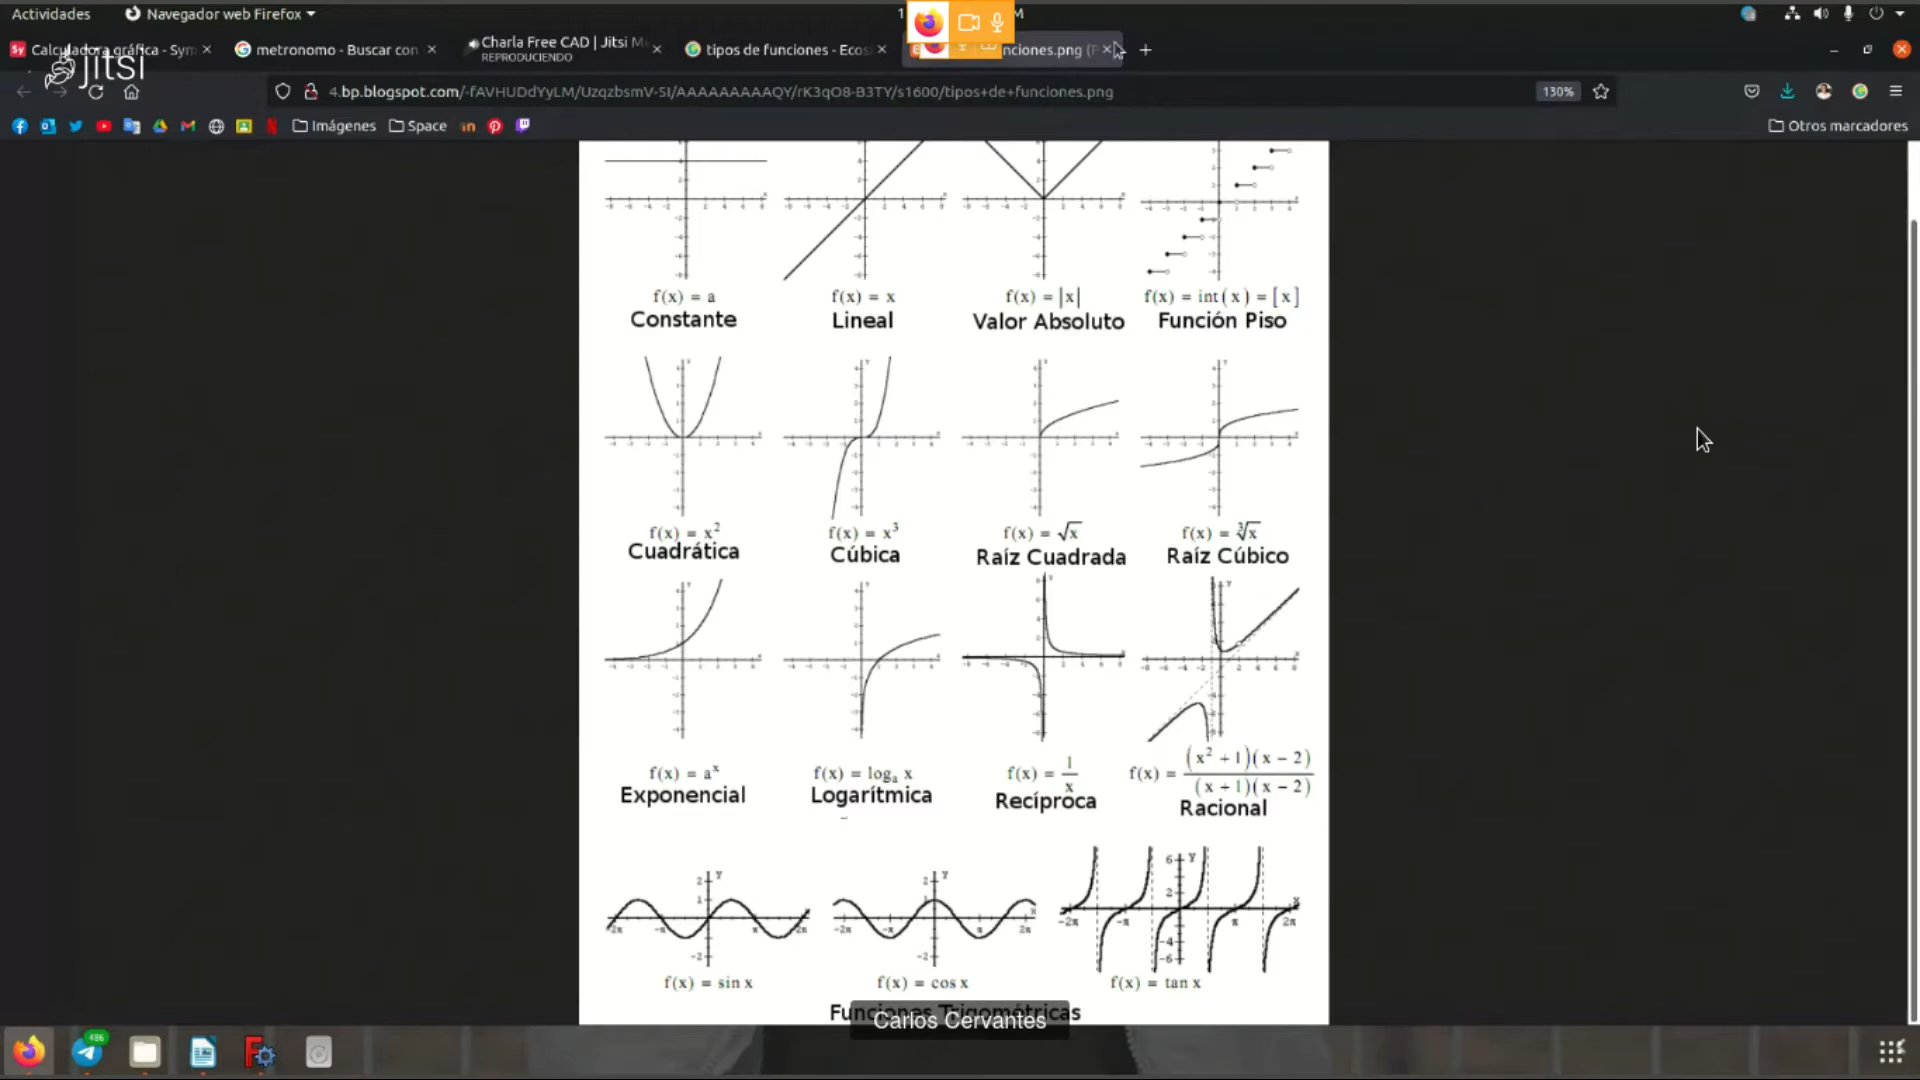 Actividades
Navegador web Firefox
Calculadora gráfica - Sym
metronomo - Buscar con
Charla Free CAD | Jitsi M
REPRODUCIENDO
tipos de funciones - Ecos
nciones.png (P
Jitsi
4.bp.blogspot.com/-fAVHUDdYyLM/UzqzbsmV-5I/AAAAAAAAAQY/rK3qO8-B3TY/s1600/tipos+de+funciones.png
130%
Imágenes
Space
Otros marcadores
f(x) = a
Constante
f(x) = x
Lineal
f(x) = |x|
Valor Absoluto
f(x) = int(x) = [x]
Función Piso
f(x) = x²
Cuadrática
f(x) = x³
Cúbica
f(x) = √x
Raíz Cuadrada
f(x) = ∛x
Raíz Cúbico
f(x) = aˣ
Exponencial
f(x) = logₐ x
Logarítmica
f(x) = 1/x
Recíproca
f(x) = (x² + 1)(x − 2) / (x + 1)(x − 2)
Racional
f(x) = sin x
f(x) = cos x
f(x) = tan x
Funciones Trigométricas
Carlos Cervantes
486